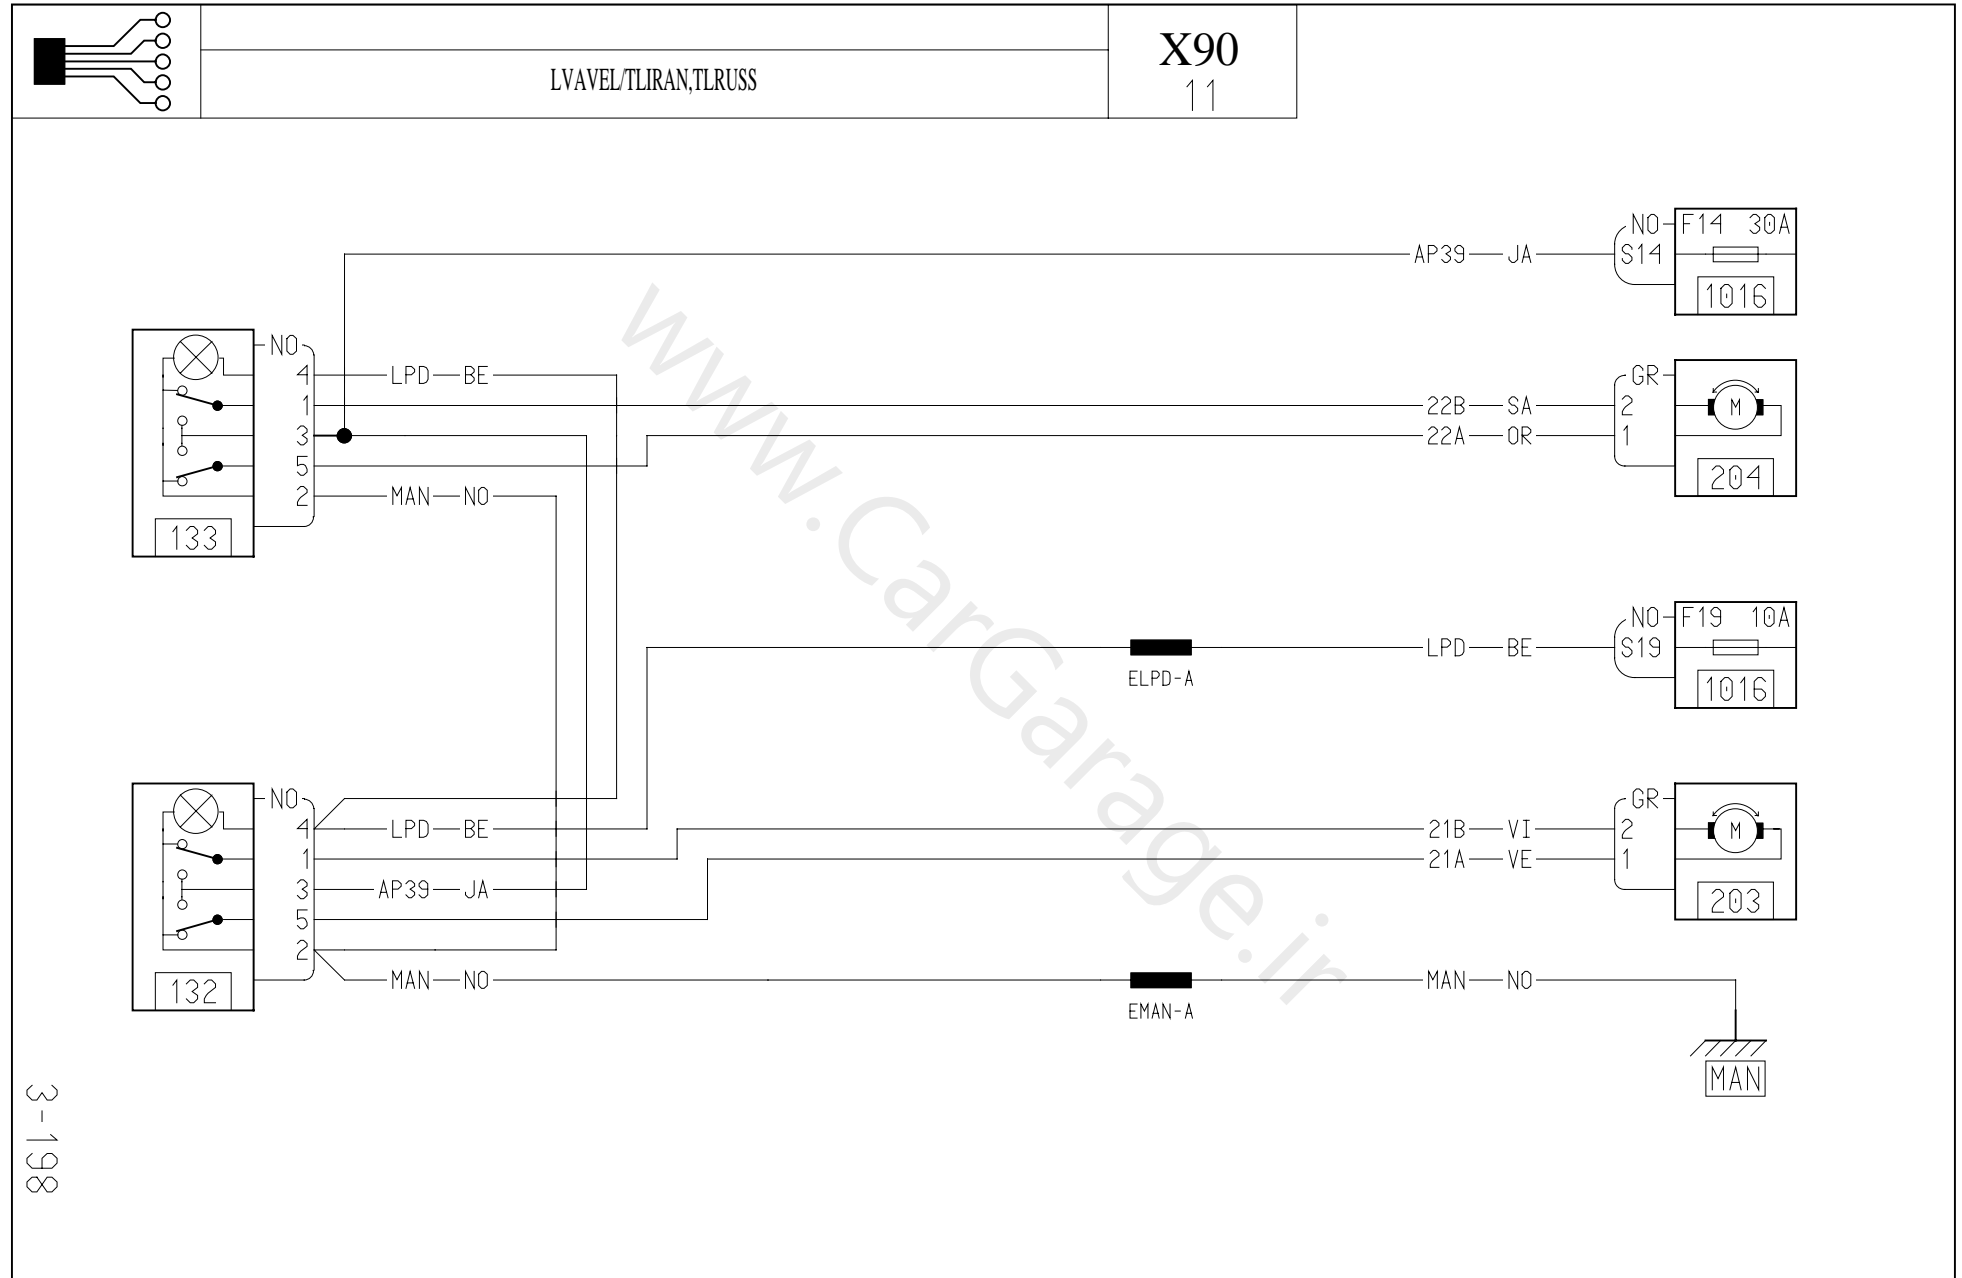 LVAVEL/TLIRAN,TLRUSS
X90
11
NO F14 30A
AP39 JA S14
1016
NO
4 LPD BE
1
3
5
2 MAN NO
133
GR
22B SA 2
22A OR 1
M
204
NO F19 10A
LPD BE S19
ELPD-A
1016
NO
4 LPD BE
1
3 AP39 JA
5
2
MAN NO
132
GR
21B VI 2
21A VE 1
M
203
EMAN-A
MAN NO
MAN
3-198
www.CarGarage.ir